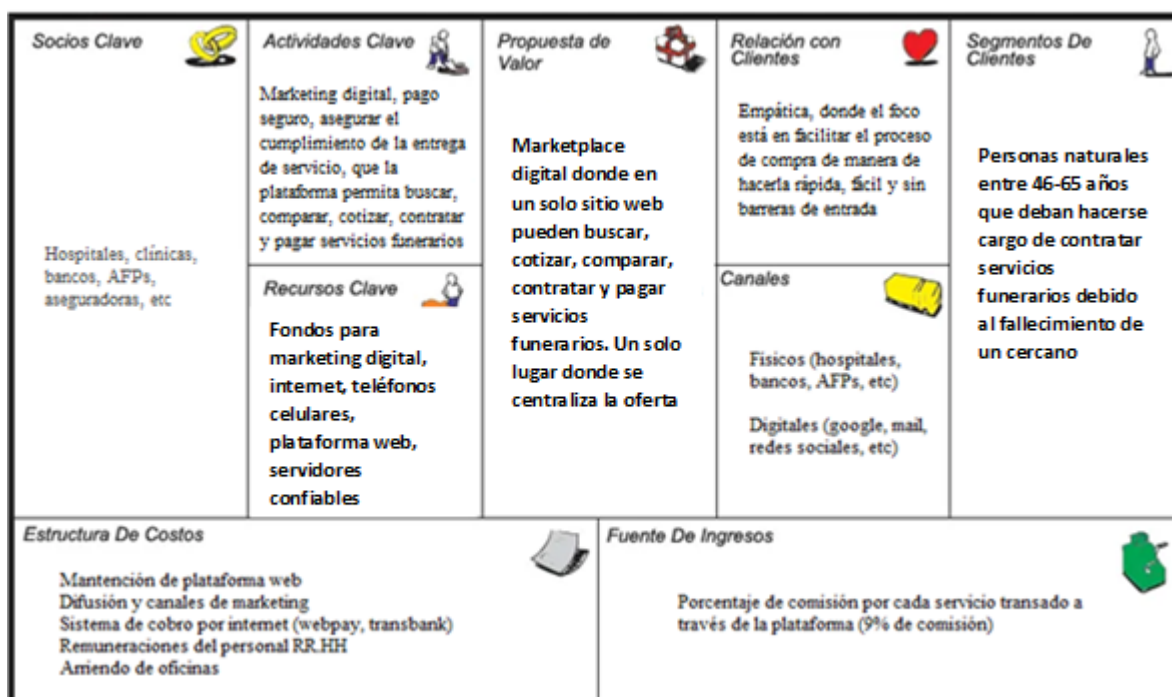 Socios Clave
Hospitales, clínicas,
bancos, AFPs,
aseguradoras, etc
Actividades Clave
Marketing digital, pago
seguro, asegurar el
cumplimiento de la entrega
de servicio, que la
plataforma permita buscar,
comparar, cotizar, contratar
y pagar servicios funerarios
Recursos Clave
Fondos para
marketing digital,
internet, teléfonos
celulares,
plataforma web,
servidores
confiables
Propuesta de
Valor
Marketplace
digital donde en
un solo sitio web
pueden buscar,
cotizar, comparar,
contratar y pagar
servicios
funerarios. Un solo
lugar donde se
centraliza la oferta
Relación con
Clientes
Empática, donde el foco
está en facilitar el proceso
de compra de manera de
hacerla rápida, fácil y sin
barreras de entrada
Canales
Físicos (hospitales,
bancos, AFPs, etc)
Digitales (google, mail,
redes sociales, etc)
Segmentos De
Clientes
Personas naturales
entre 46-65 años
que deban hacerse
cargo de contratar
servicios
funerarios debido
al fallecimiento de
un cercano
Estructura De Costos
Mantención de plataforma web
Difusión y canales de marketing
Sistema de cobro por internet (webpay, transbank)
Remuneraciones del personal RR.HH
Arriendo de oficinas
Fuente De Ingresos
Porcentaje de comisión por cada servicio transado a
través de la plataforma (9% de comisión)